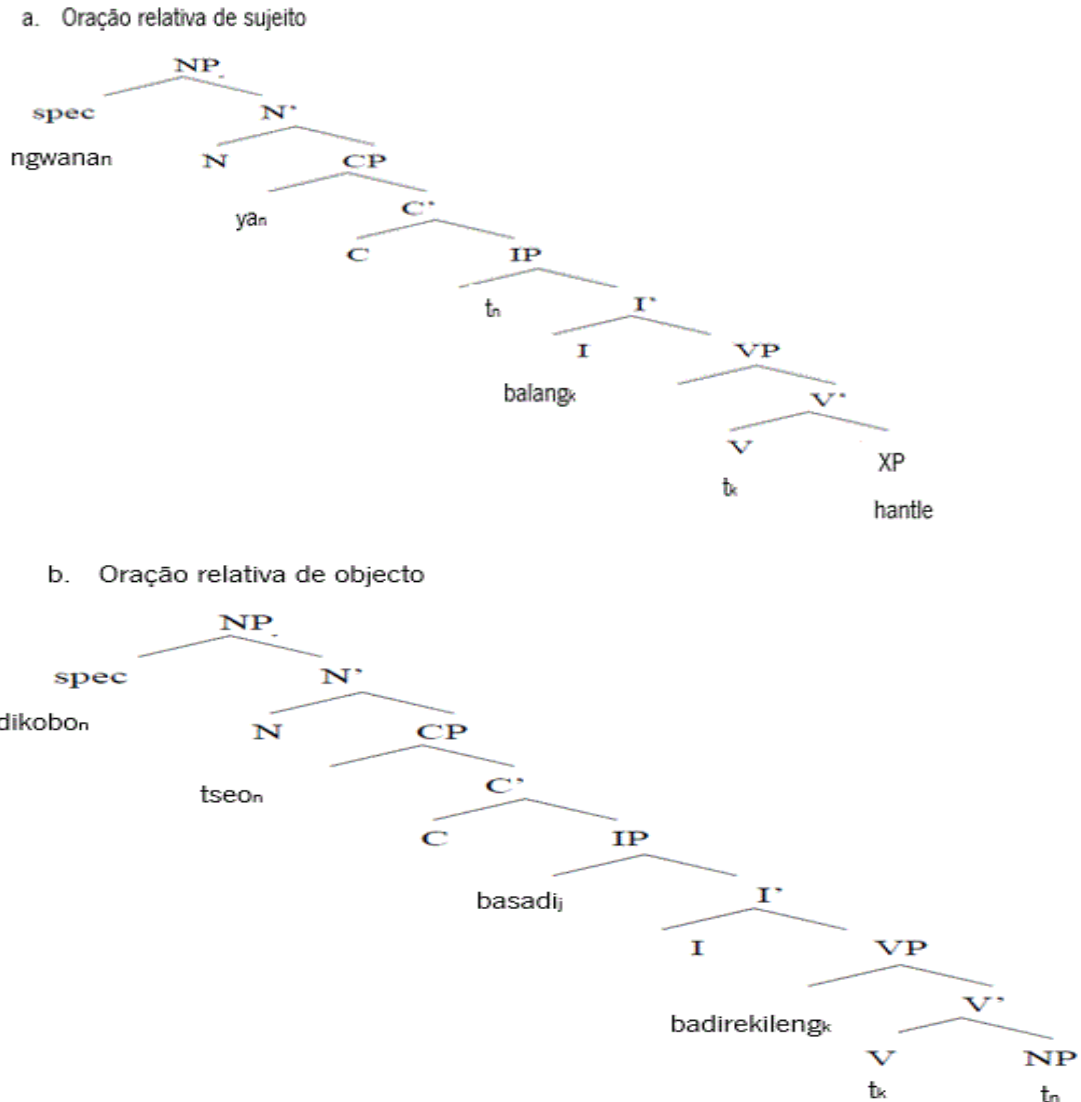 a. Oração relativa de sujeito
NP
spec N'
ngwanan N CP
yan C'
C IP
tn I'
I VP
balangk V'
V XP
tk hantle
b. Oração relativa de objecto
NP
spec N'
dikobon N CP
tseon C'
C IP
basadij I'
I VP
badirekilengk V'
V NP
tk tn